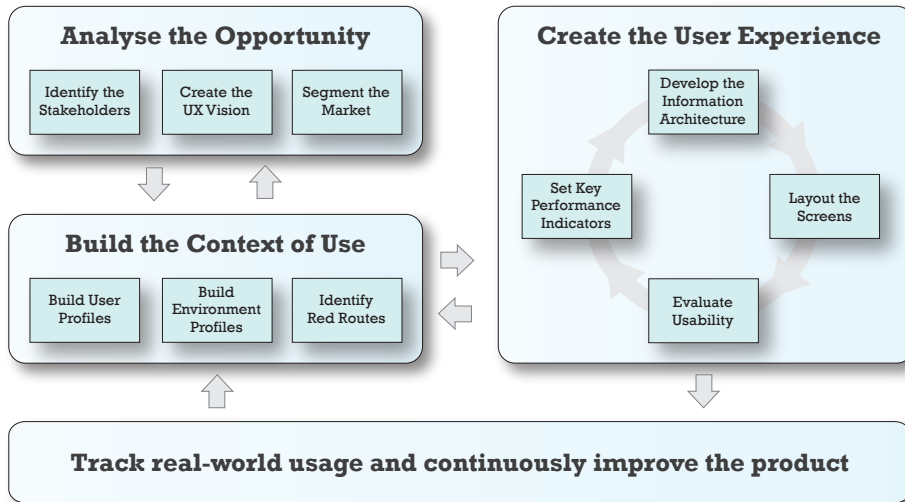 Analyse the Opportunity
Identify the
Stakeholders
Create the
UX Vision
Segment the
Market
Build the Context of Use
Build User
Profiles
Build
Environment
Profiles
Identify
Red Routes
Create the User Experience
Develop the
Information
Architecture
Set Key
Performance
Indicators
Layout the
Screens
Evaluate
Usability
Track real-world usage and continuously improve the product